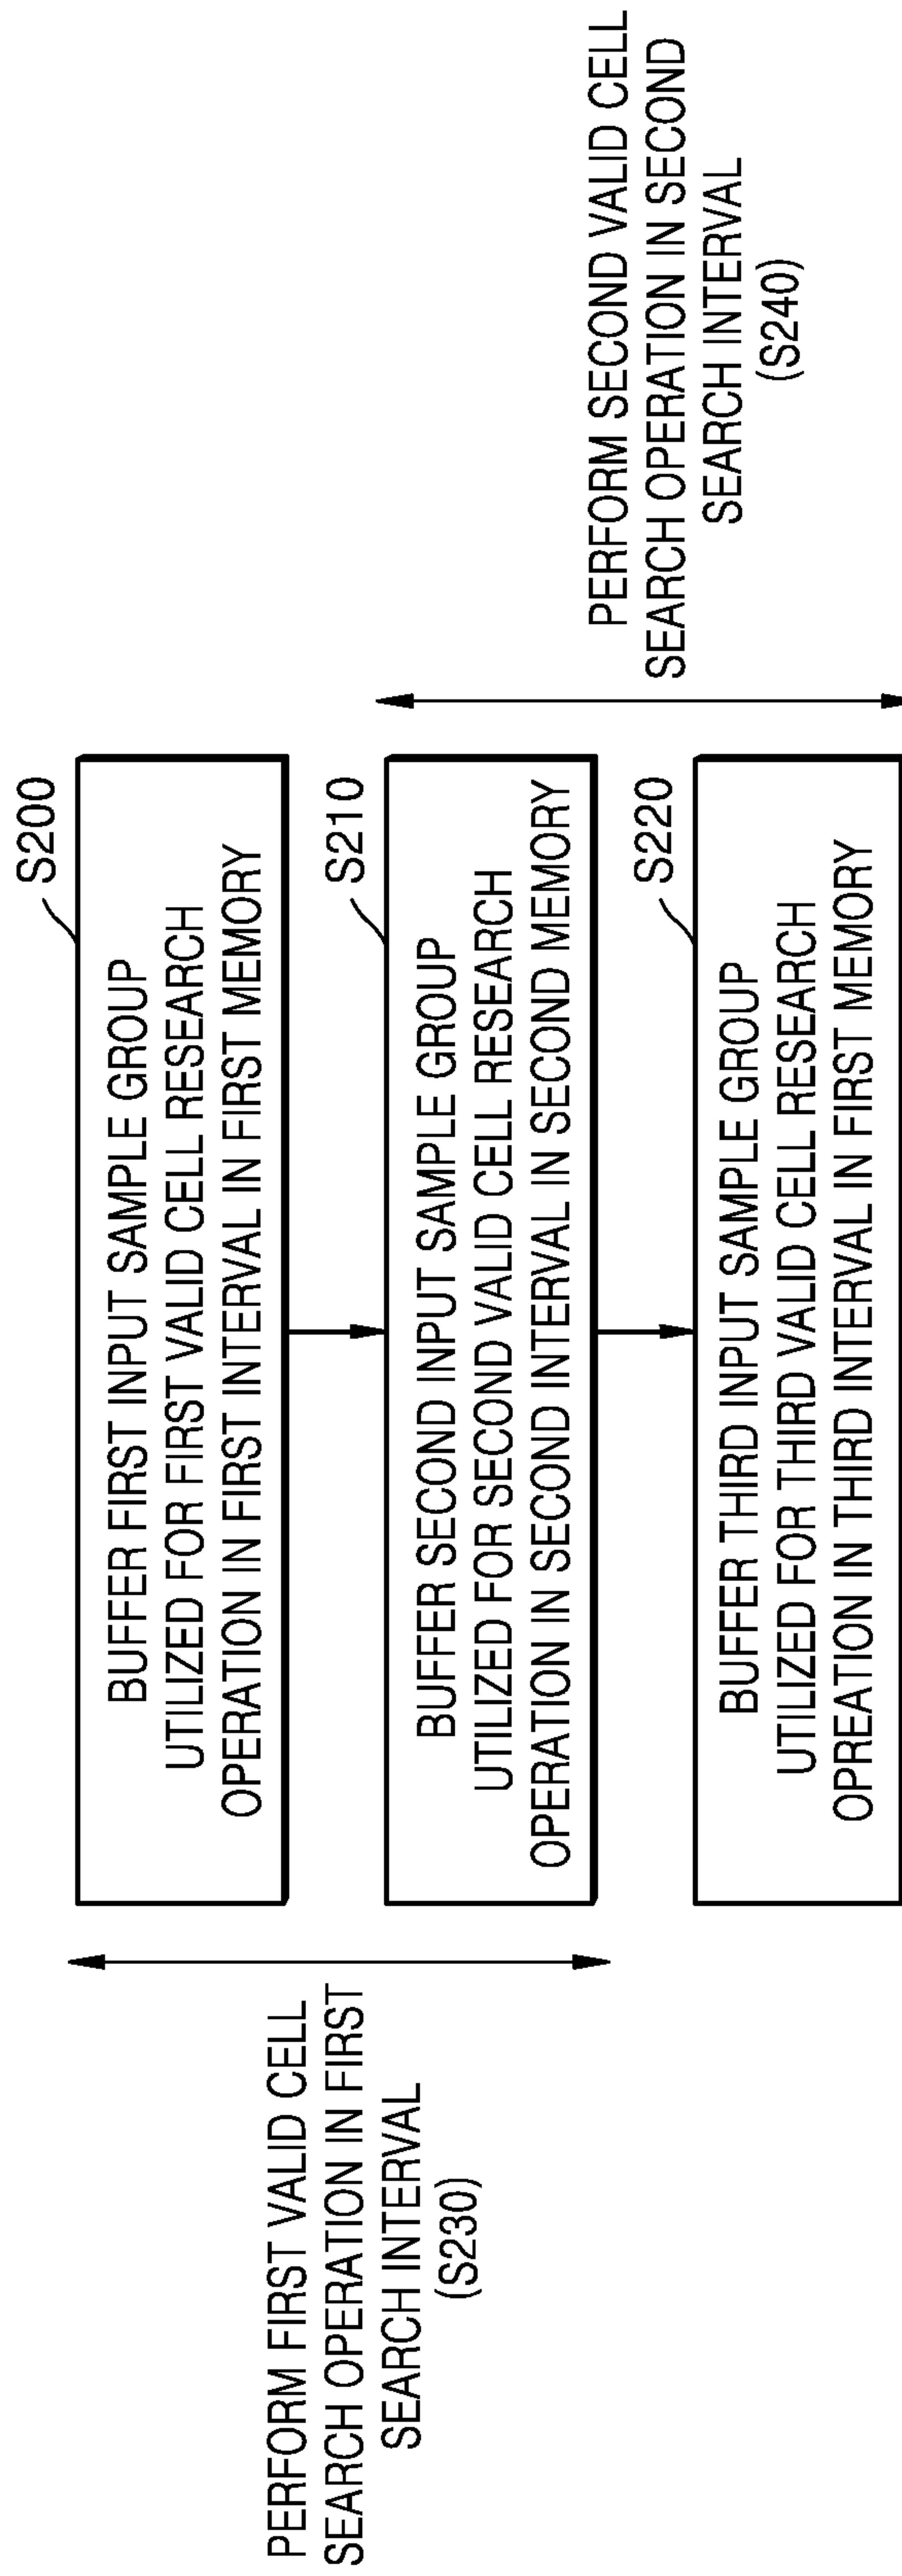 S200
BUFFER FIRST INPUT SAMPLE GROUP
UTILIZED FOR FIRST VALID CELL RESEARCH
OPERATION IN FIRST INTERVAL IN FIRST MEMORY
S210
BUFFER SECOND INPUT SAMPLE GROUP
UTILIZED FOR SECOND VALID CELL RESEARCH
OPERATION IN SECOND INTERVAL IN SECOND MEMORY
S220
BUFFER THIRD INPUT SAMPLE GROUP
UTILIZED FOR THIRD VALID CELL RESEARCH
OPREATION IN THIRD INTERVAL IN FIRST MEMORY
PERFORM FIRST VALID CELL
SEARCH OPERATION IN FIRST
SEARCH INTERVAL
(S230)
PERFORM SECOND VALID CELL
SEARCH OPERATION IN SECOND
SEARCH INTERVAL
(S240)